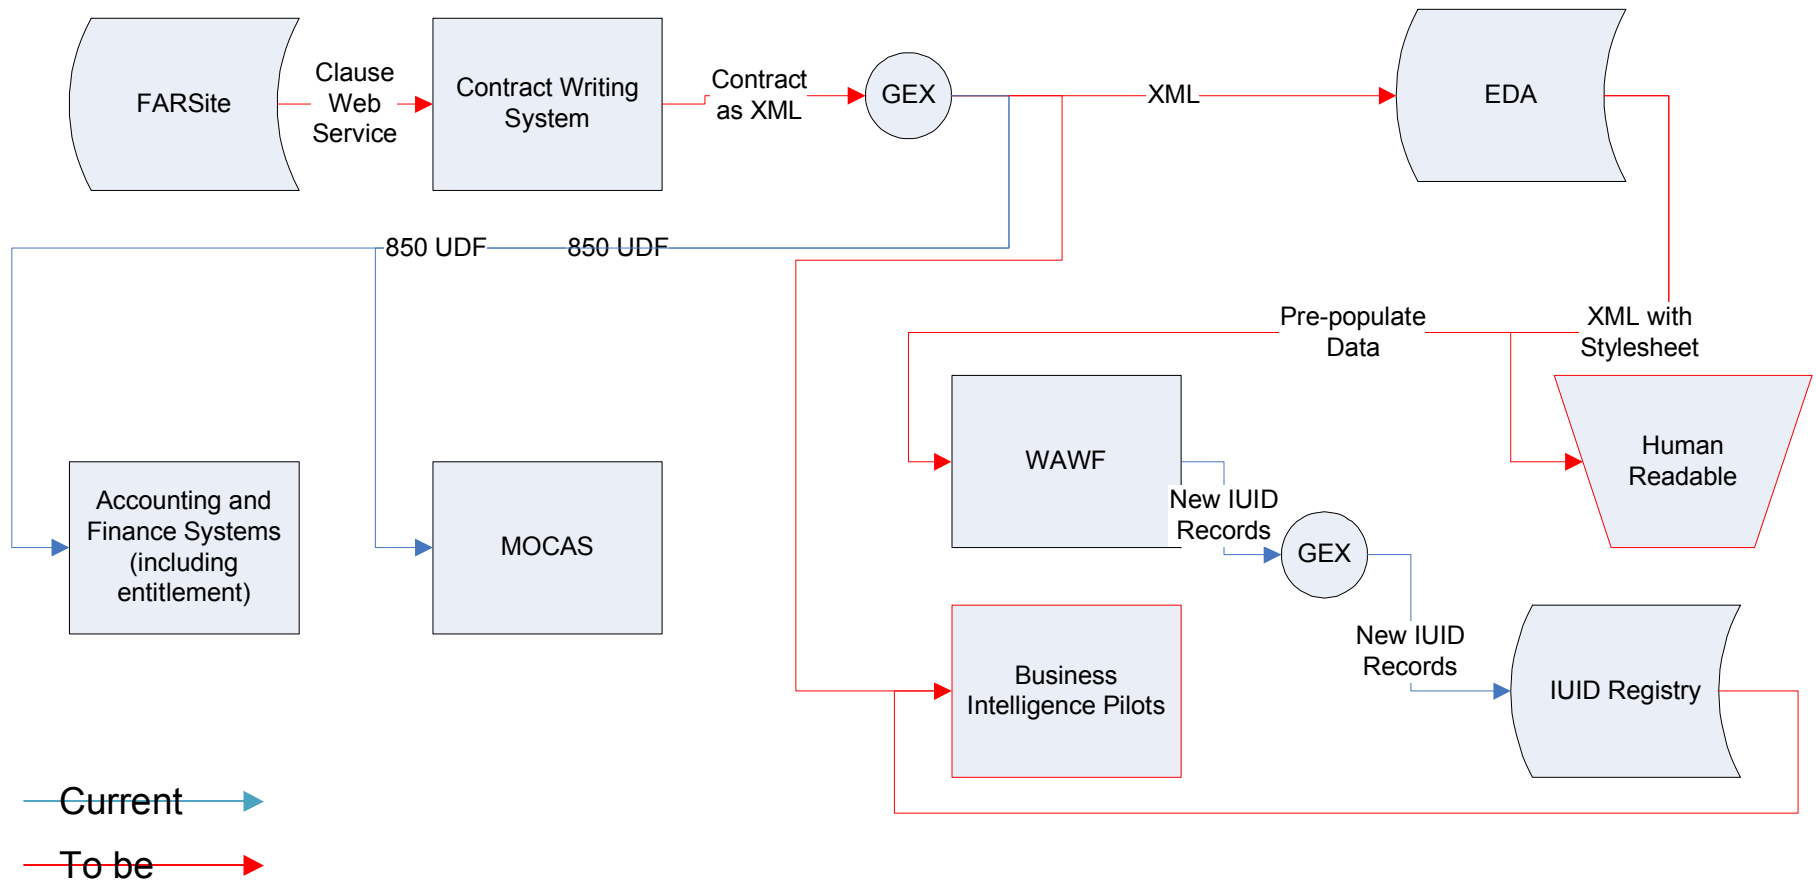 FARSite
Clause
Web
Service
Contract Writing
System
Contract
as XML
GEX
XML
EDA
850 UDF
850 UDF
Pre-populate
Data
XML with
Stylesheet
Accounting and
Finance Systems
(including
entitlement)
MOCAS
WAWF
New IUID
Records
GEX
Human
Readable
New IUID
Records
Business
Intelligence Pilots
IUID Registry
Current
To be